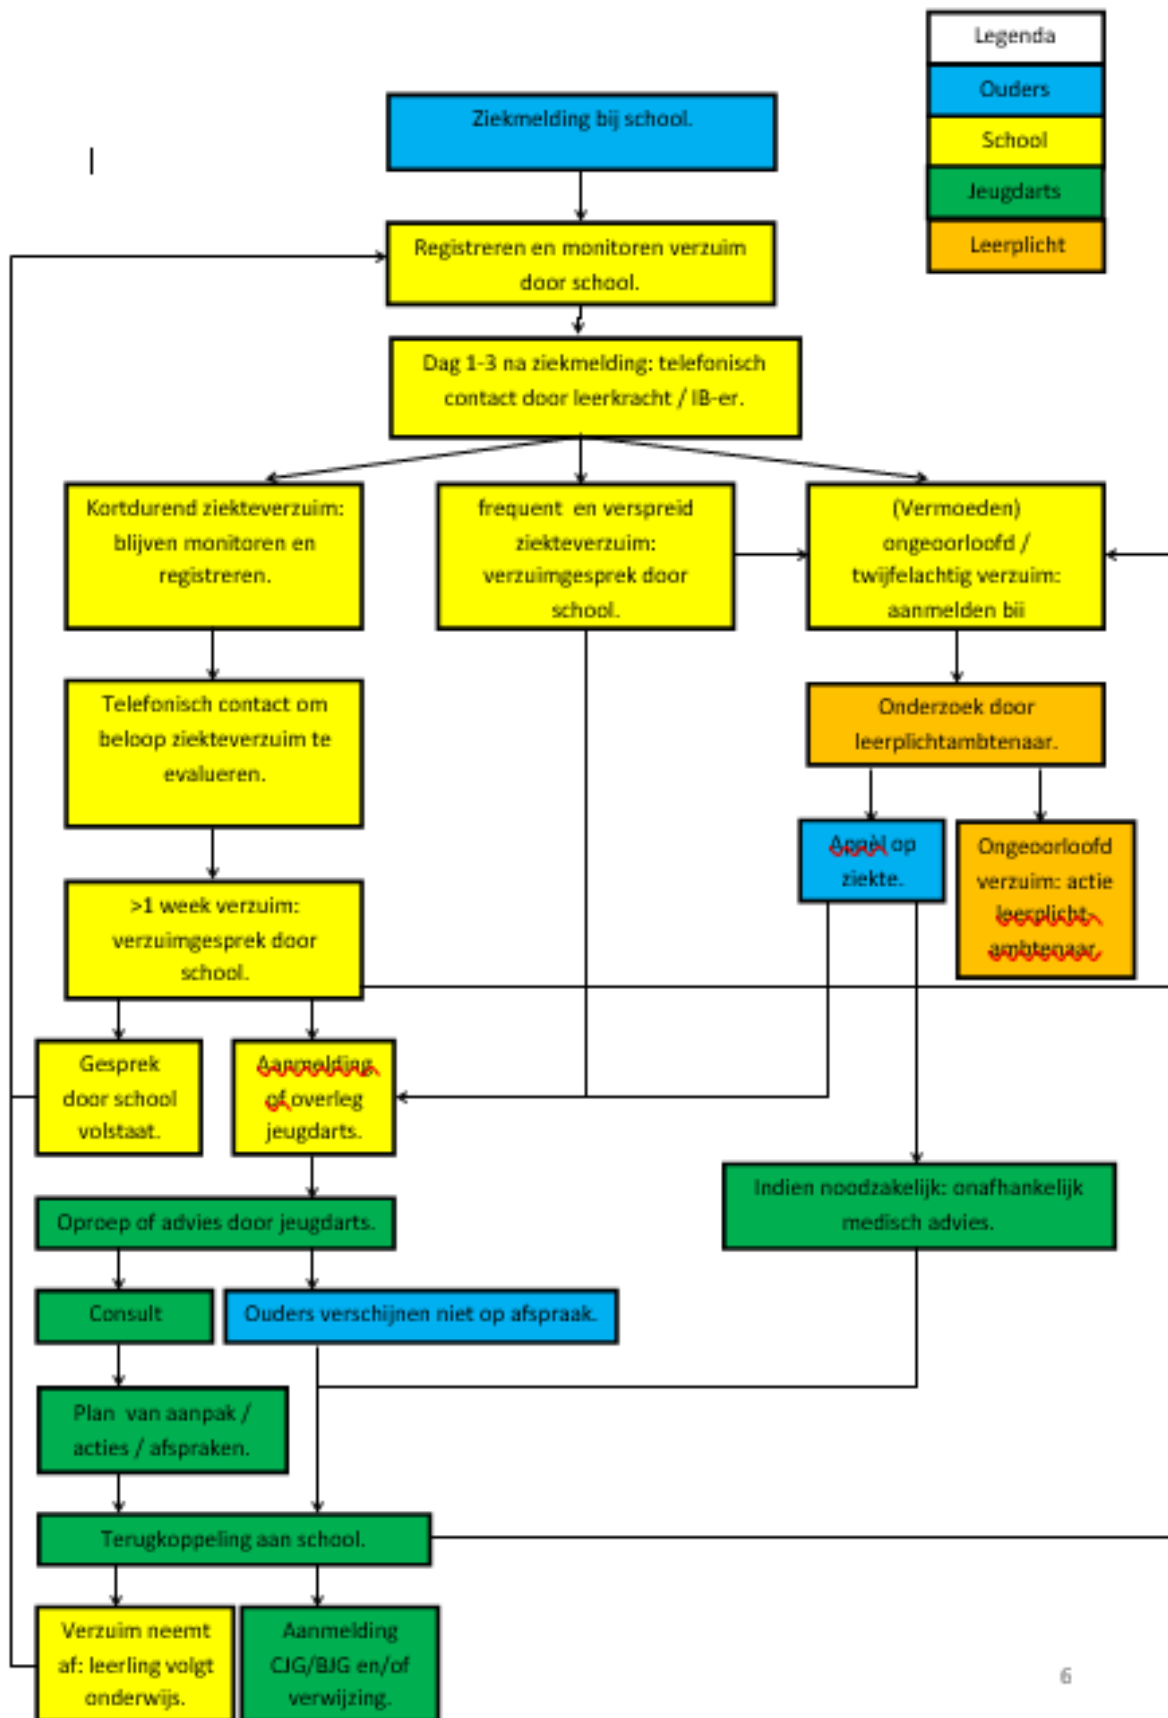 Legenda
Ouders
School
Jeugdarts
Leerplicht
Ziekmelding bij school.
Registreren en monitoren verzuim
door school.
Dag 1-3 na ziekmelding: telefonisch
contact door leerkracht / IB-er.
Kortdurend ziekteverzuim:
blijven monitoren en
registreren.
frequent en verspreid
ziekteverzuim:
verzuimgesprek door
school.
(Vermoeden)
ongeoorloofd /
twijfelachtig verzuim:
aanmelden bij
Telefonisch contact om
beloop ziekteverzuim te
evalueren.
Onderzoek door
leerplichtambtenaar.
Appèl op
ziekte.
Ongeoorloofd
verzuim: actie
leerplicht-
ambtenaar.
>1 week verzuim:
verzuimgesprek door
school.
Gesprek
door school
volstaat.
Aanmelding
of overleg
jeugdarts.
Indien noodzakelijk: onafhankelijk
medisch advies.
Oproep of advies door jeugdarts.
Consult
Ouders verschijnen niet op afspraak.
Plan van aanpak /
acties / afspraken.
Terugkoppeling aan school.
Verzuim neemt
af: leerling volgt
onderwijs.
Aanmelding
CJG/BJG en/of
verwijzing.
6